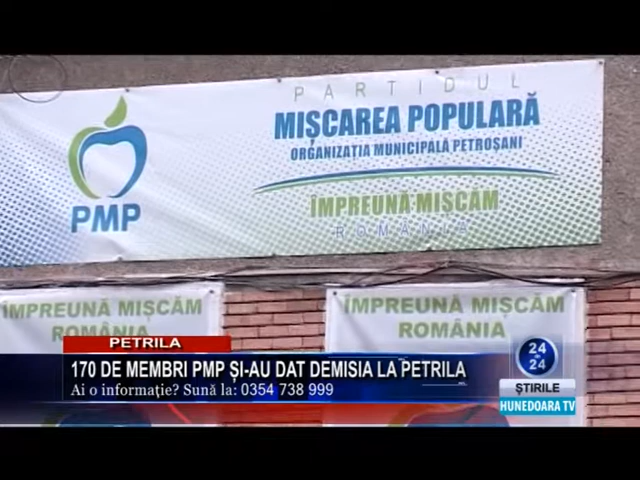 PARTIDUL
MIȘCAREA POPULARĂ
ORGANIZAȚIA MUNICIPALĂ PETROȘANI
ÎMPREUNĂ MIȘCĂM
ROMÂNIA
PMP
ÎMPREUNĂ MIȘCĂM
ROMÂNIA
ÎMPREUNĂ MIȘCĂM
ROMÂNIA
PETRILA
170 DE MEMBRI PMP ȘI-AU DAT DEMISIA LA PETRILA
Ai o informaţie? Sună la: 0354 738 999
24
24
ȘTIRILE
HUNEDOARA TV